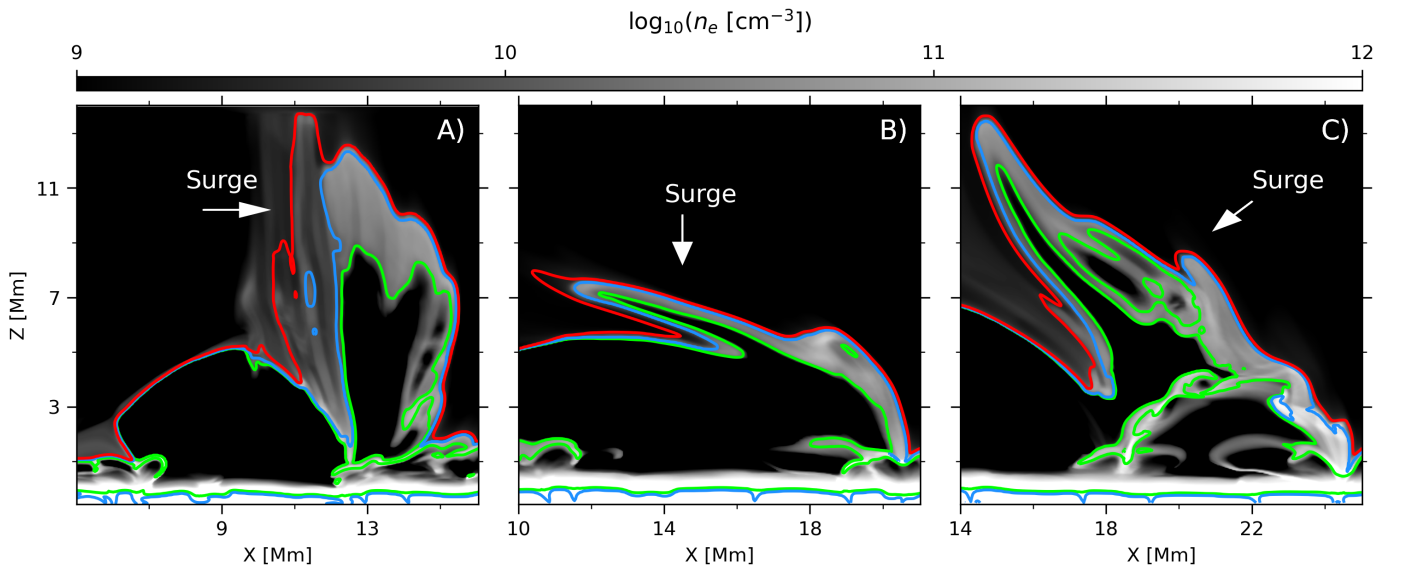 log₁₀(nₑ [cm⁻³])
9 10 11 12
A) B) C)
Surge Surge Surge
11
7
3
Z [Mm]
9 13 10 14 18 14 18 22
X [Mm] X [Mm] X [Mm]